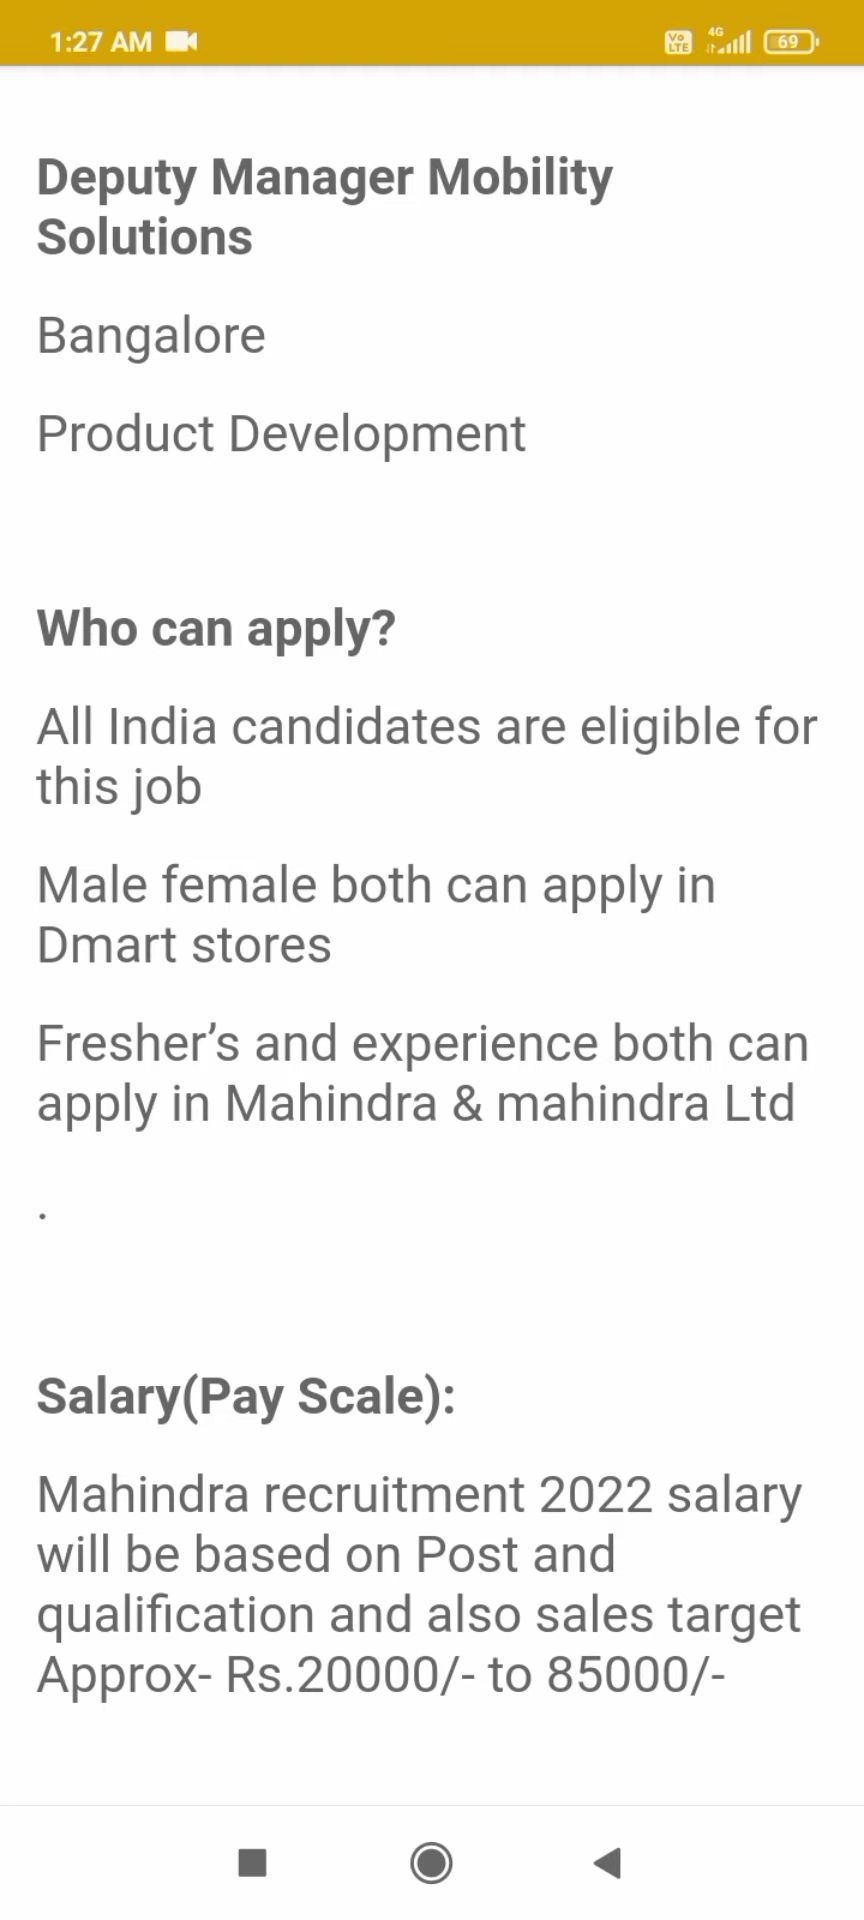 1:27 AM
Vo
LTE
4G
69
Deputy Manager Mobility
Solutions
Bangalore
Product Development
Who can apply?
All India candidates are eligible for
this job
Male female both can apply in
Dmart stores
Fresher’s and experience both can
apply in Mahindra & mahindra Ltd
.
Salary(Pay Scale):
Mahindra recruitment 2022 salary
will be based on Post and
qualification and also sales target
Approx- Rs.20000/- to 85000/-